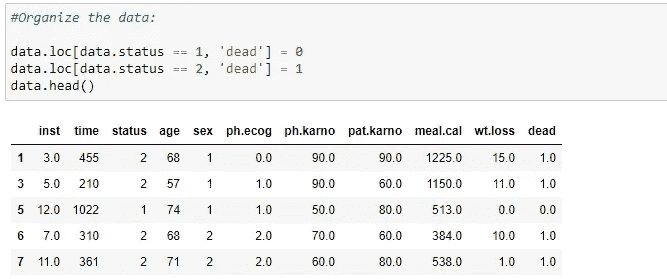 #Organize the data:
data.loc[data.status == 1, 'dead'] = 0
data.loc[data.status == 2, 'dead'] = 1
data.head()
inst time status age sex ph.ecog ph.karno pat.karno meal.cal wt.loss dead
1 3.0 455 2 68 1 0.0 90.0 90.0 1225.0 15.0 1.0
3 5.0 210 2 57 1 1.0 90.0 60.0 1150.0 11.0 1.0
5 12.0 1022 1 74 1 1.0 50.0 80.0 513.0 0.0 0.0
6 7.0 310 2 68 2 2.0 70.0 60.0 384.0 10.0 1.0
7 11.0 361 2 71 2 2.0 60.0 80.0 538.0 1.0 1.0